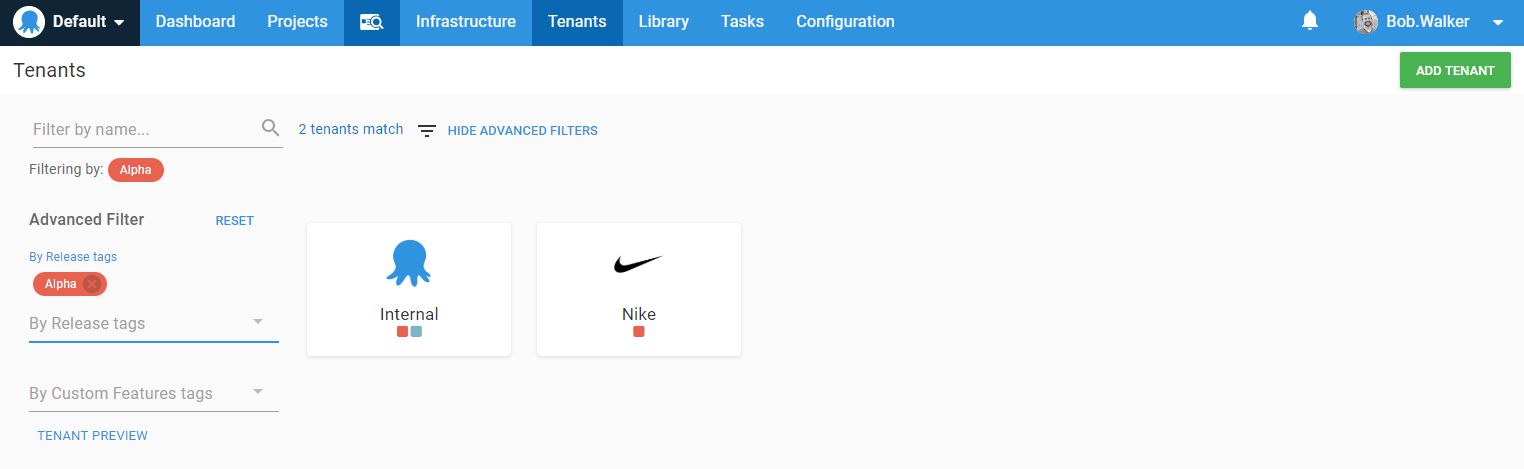 Default Dashboard Projects Infrastructure Tenants Library Tasks Configuration Bob.Walker
Tenants ADD TENANT
Filter by name... 2 tenants match HIDE ADVANCED FILTERS
Filtering by: Alpha
Advanced Filter RESET
By Release tags
Alpha
Internal Nike
By Release tags
By Custom Features tags
TENANT PREVIEW